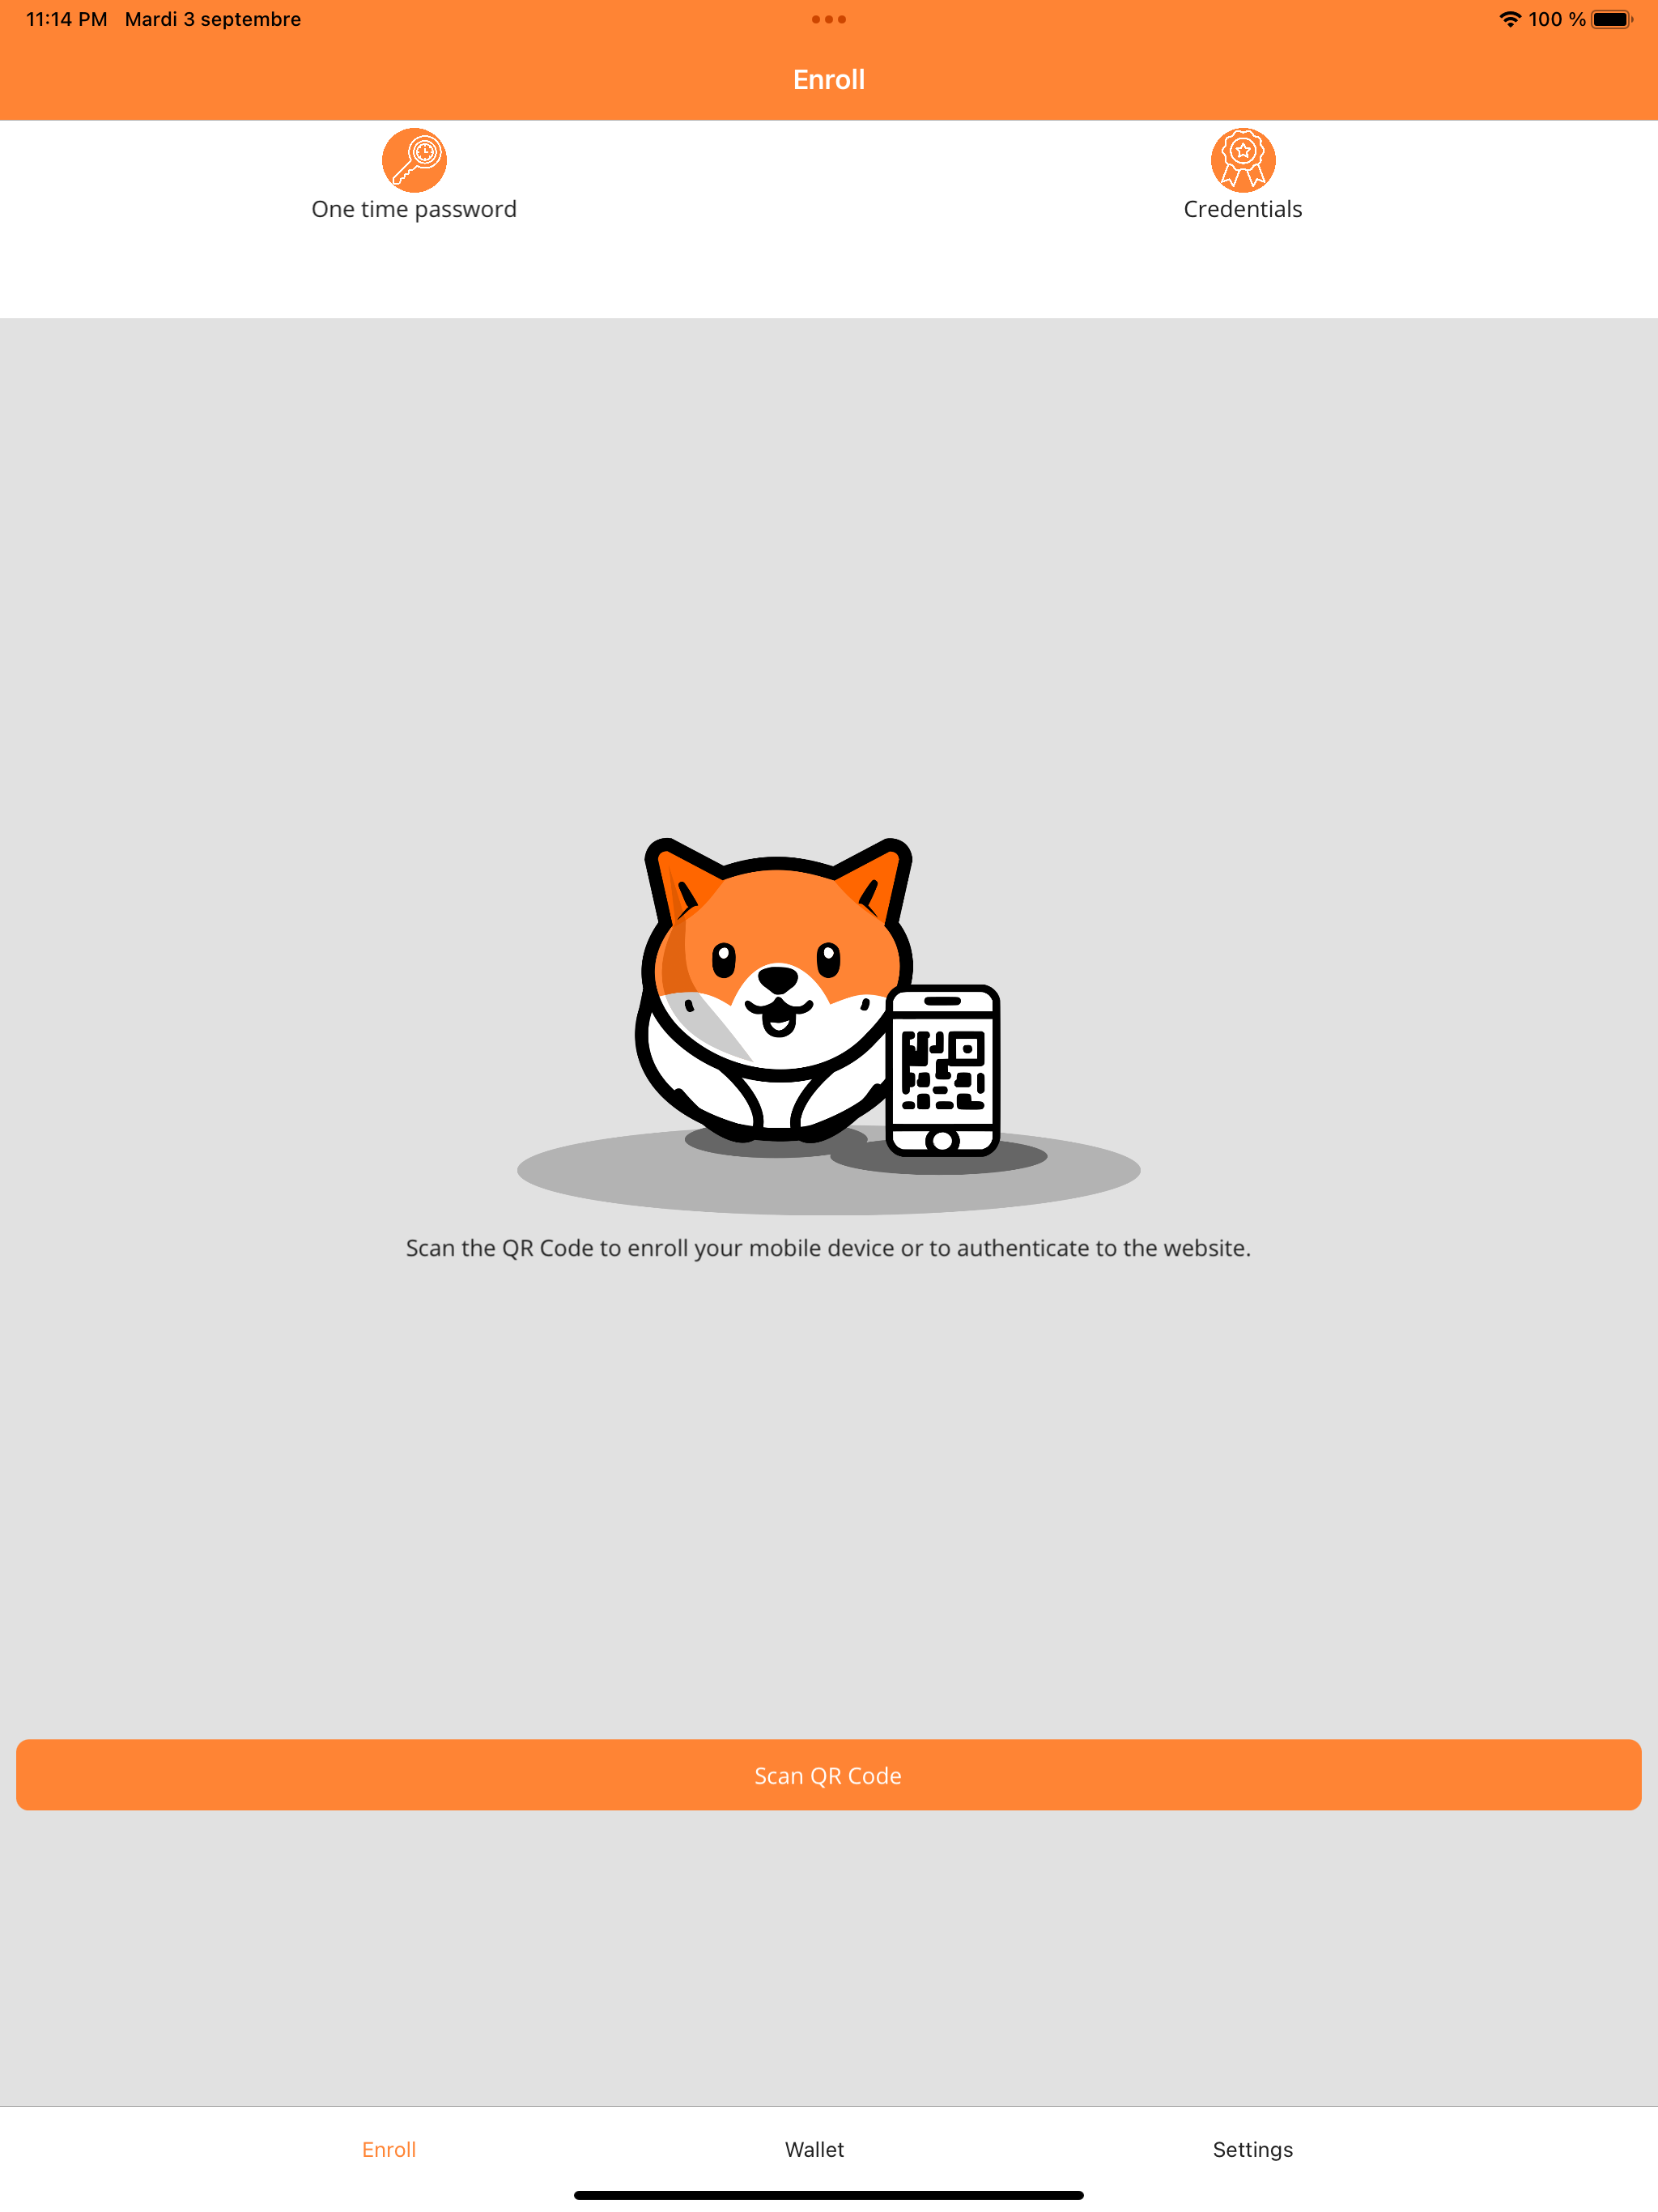 11:14 PM Mardi 3 septembre
100 %
Enroll
One time password
Credentials
Scan the QR Code to enroll your mobile device or to authenticate to the website.
Scan QR Code
Enroll
Wallet
Settings